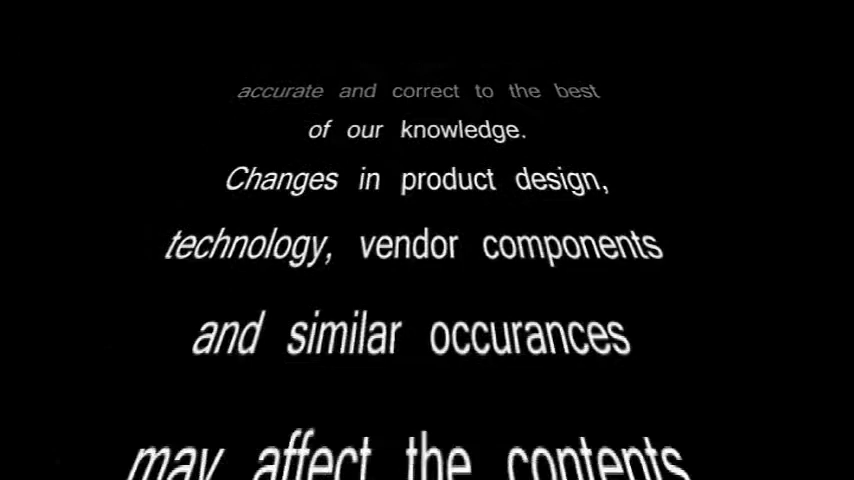 accurate and correct to the best
of our knowledge.
Changes in product design,
technology, vendor components
and similar occurances
may affect the contents